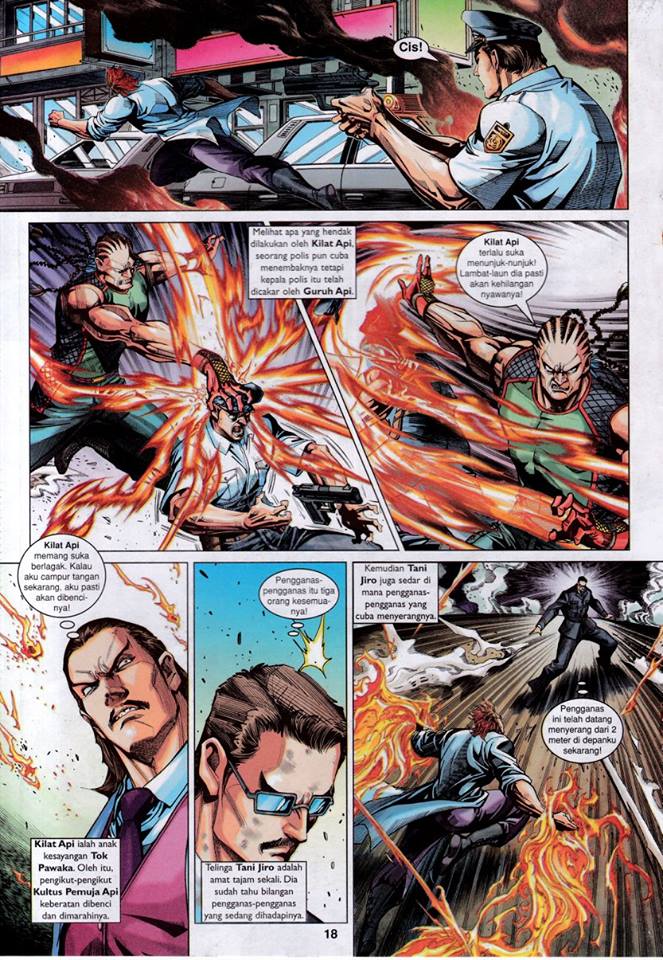 Cis!
Melihat apa yang hendak
dilakukan oleh Kilat Api,
seorang polis pun cuba
menembaknya tetapi
kepala polis itu telah
dicakar oleh Guruh Api.
Kilat Api
terlalu suka
menunjuk-nunjuk!
Lambat-laun dia pasti
akan kehilangan
nyawanya!
Kilat Api
memang suka
berlagak. Kalau
aku campur tangan
sekarang, aku pasti
akan dibenci-
nya!
Kilat Api ialah anak
kesayangan Tok
Pawaka. Oleh itu,
pengikut-pengikut
Kultus Pemuja Api
keberatan dibenci
dan dimarahinya.
Pengganas-
pengganas itu tiga
orang kesemua-
nya!
Telinga Tani Jiro adalah
amat tajam sekali. Dia
sudah tahu bilangan
pengganas-pengganas
yang sedang dihadapinya.
Kemudian Tani
Jiro juga sedar di
mana pengganas-
pengganas yang
cuba menyerangnya.
Pengganas
ini telah datang
menyerang dari 2
meter di depanku
sekarang!
18